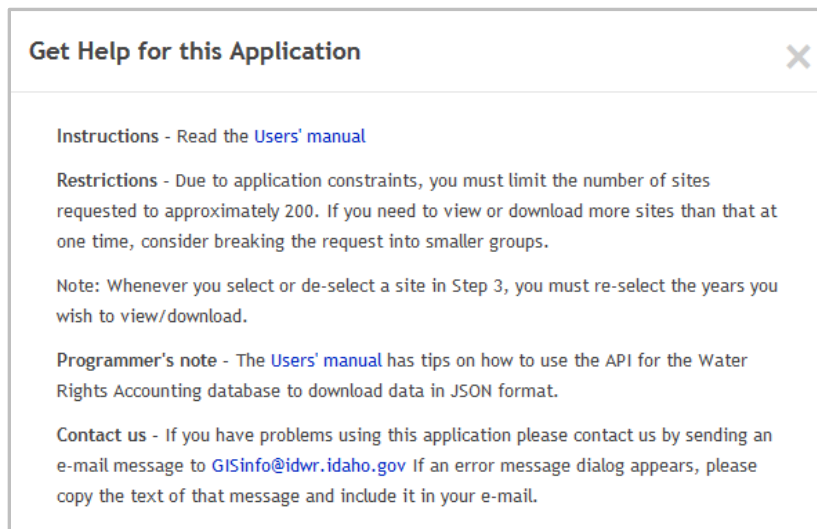 Get Help for this Application
Instructions - Read the Users' manual
Restrictions - Due to application constraints, you must limit the number of sites
requested to approximately 200. If you need to view or download more sites than that at
one time, consider breaking the request into smaller groups.
Note: Whenever you select or de-select a site in Step 3, you must re-select the years you
wish to view/download.
Programmer's note - The Users' manual has tips on how to use the API for the Water
Rights Accounting database to download data in JSON format.
Contact us - If you have problems using this application please contact us by sending an
e-mail message to GISinfo@idwr.idaho.gov If an error message dialog appears, please
copy the text of that message and include it in your e-mail.